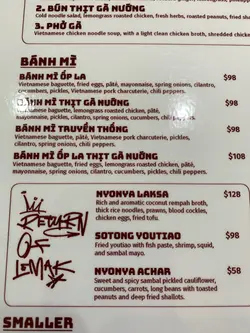 2. BÚN THỊT GÀ NƯỚNG
Cold noodle salad, lemongrass roasted chicken, fresh herbs, roasted peanuts, fried
3. PHỞ GÀ
Vietnamese chicken noodle soup, with a light clean chicken broth, shredded
BÁNH MÌ
BÁNH MÌ ỐP LA $98
Vietnamese baguette, fried eggs, pâté, mayonnaise, spring onions, cilantro,
cucumbers, pickles, Vietnamese pork charcuterie, chili peppers.
BÁNH MÌ THỊT GÀ NƯỚNG $98
Vietnamese baguette, lemongrass roasted chicken, pâté,
mayonnaise, spring onions, cilantro, cucumbers, pickles, chili peppers.
BÁNH MÌ TRUYỀN THỐNG $98
Vietnamese baguette, pâté, Vietnamese pork charcuterie, pickles,
cilantro, spring onions, chili peppers.
BÁNH MÌ ỐP LA THỊT GÀ NƯỚNG $108
Vietnamese baguette, fried eggs, lemongrass roasted chicken, pâté,
mayonnaise, spring onions, cilantro, cucumbers, pickles, chili peppers.
RETURN
OF
LEMAK
NYONYA LAKSA $128
Rich and aromatic coconut rempah broth,
thick rice noodles, prawns, blood cockles,
chicken, eggs, fried tofu.
SOTONG YOUTIAO $98
Fried youtiao with fish paste, shrimp, squid,
and sambal mayo.
NYONYA ACHAR $58
Sweet and spicy sambal pickled cauliflower,
cucumbers, carrots, long beans with toasted
peanuts and deep fried shallots.
SMALLER